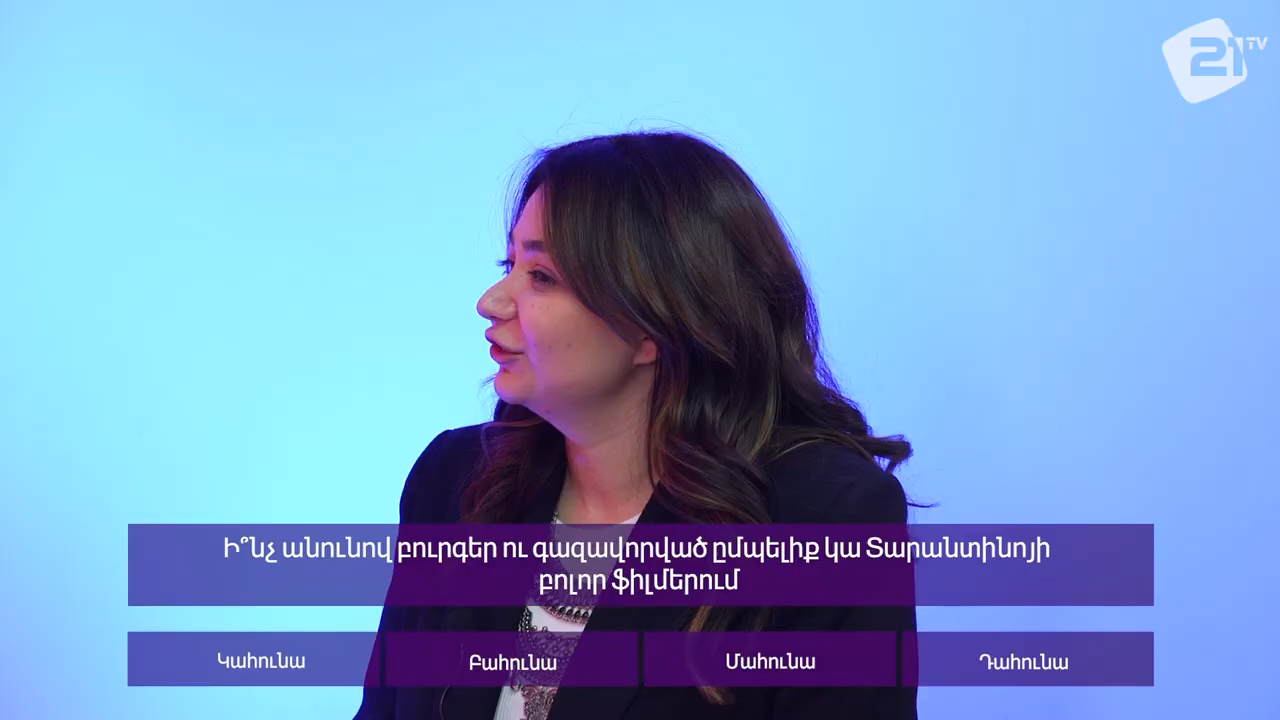 21TV
Ի՞նչ անունով բուրգեր ու գազավորված ըմպելիք կա Տարանտինոյի
բոլոր ֆիլմերում
Կահունա
Բահունա
Մահունա
Դահունա